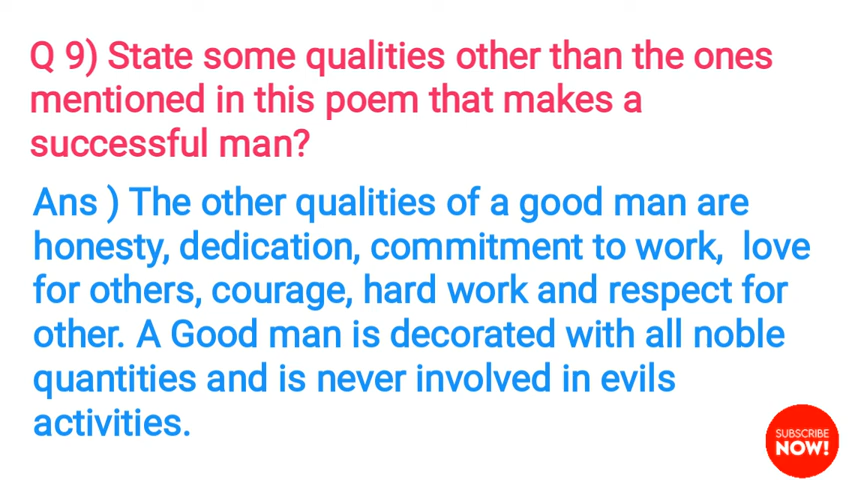 Q 9) State some qualities other than the ones
mentioned in this poem that makes a
successful man?
Ans ) The other qualities of a good man are
honesty, dedication, commitment to work, love
for others, courage, hard work and respect for
other. A Good man is decorated with all noble
quantities and is never involved in evils
activities.
SUBSCRIBE
NOW!